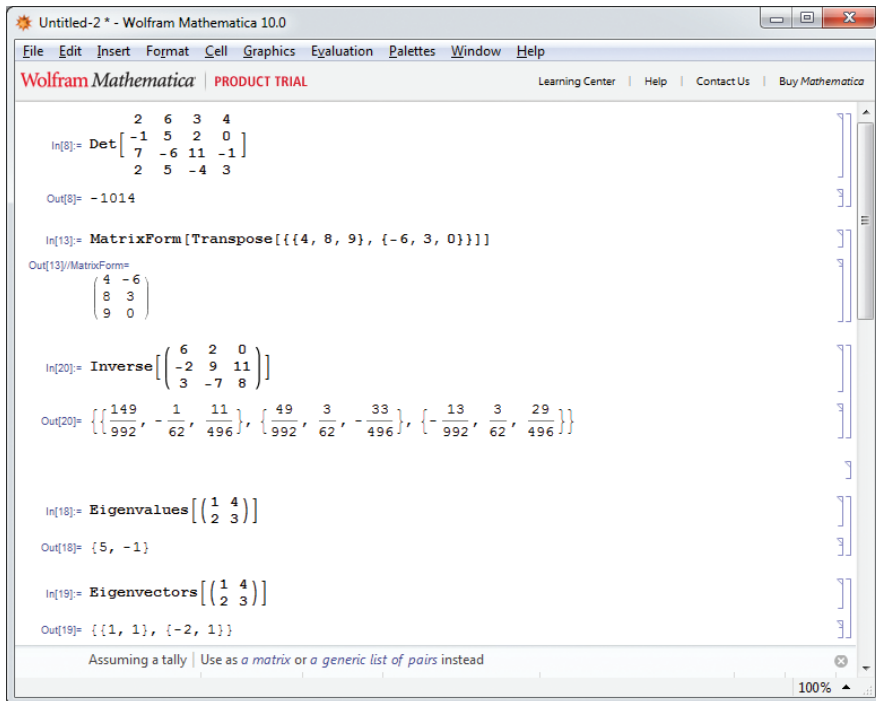 Untitled-2 * - Wolfram Mathematica 10.0
File Edit Insert Format Cell Graphics Evaluation Palettes Window Help
Wolfram Mathematica | PRODUCT TRIAL Learning Center | Help | Contact Us | Buy Mathematica
2 6 3 4
In[8]:= Det[ -1 5 2 0 ]
7 -6 11 -1
2 5 -4 3
Out[8]= -1014
In[13]:= MatrixForm[Transpose[{{4, 8, 9}, {-6, 3, 0}}]]
Out[13]//MatrixForm=
( 4 -6 )
8 3
9 0
6 2 0
In[20]:= Inverse[( -2 9 11 )]
3 -7 8
Out[20]= {{149/992, -1/62, 11/496}, {49/992, 3/62, -33/496}, {-13/992, 3/62, 29/496}}
In[18]:= Eigenvalues[( 1 4
2 3 )]
Out[18]= {5, -1}
In[19]:= Eigenvectors[( 1 4
2 3 )]
Out[19]= {{1, 1}, {-2, 1}}
Assuming a tally | Use as a matrix or a generic list of pairs instead
100%